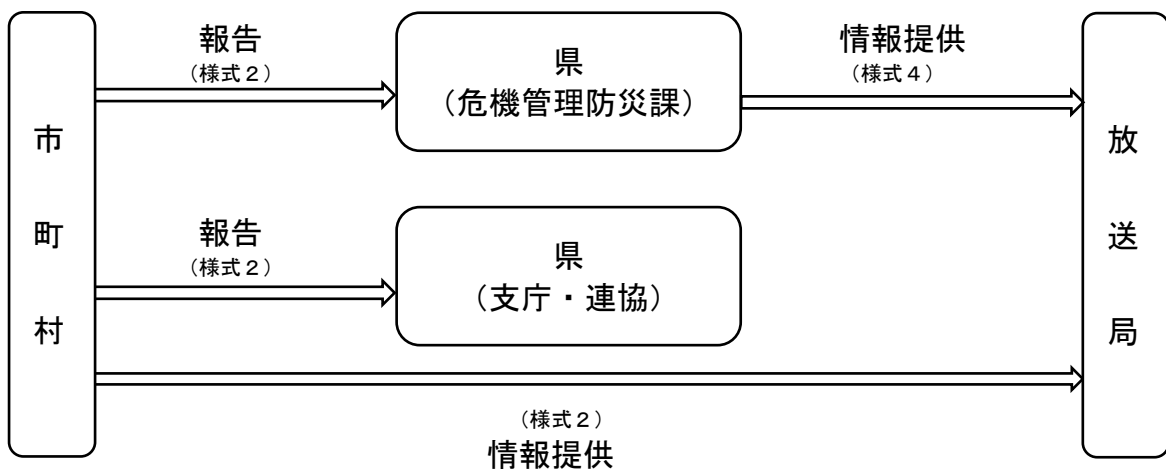 市町村
報告
（様式２）
県
（危機管理防災課）
情報提供
（様式４）
報告
（様式２）
県
（支庁・連協）
（様式２）
情報提供
放送局